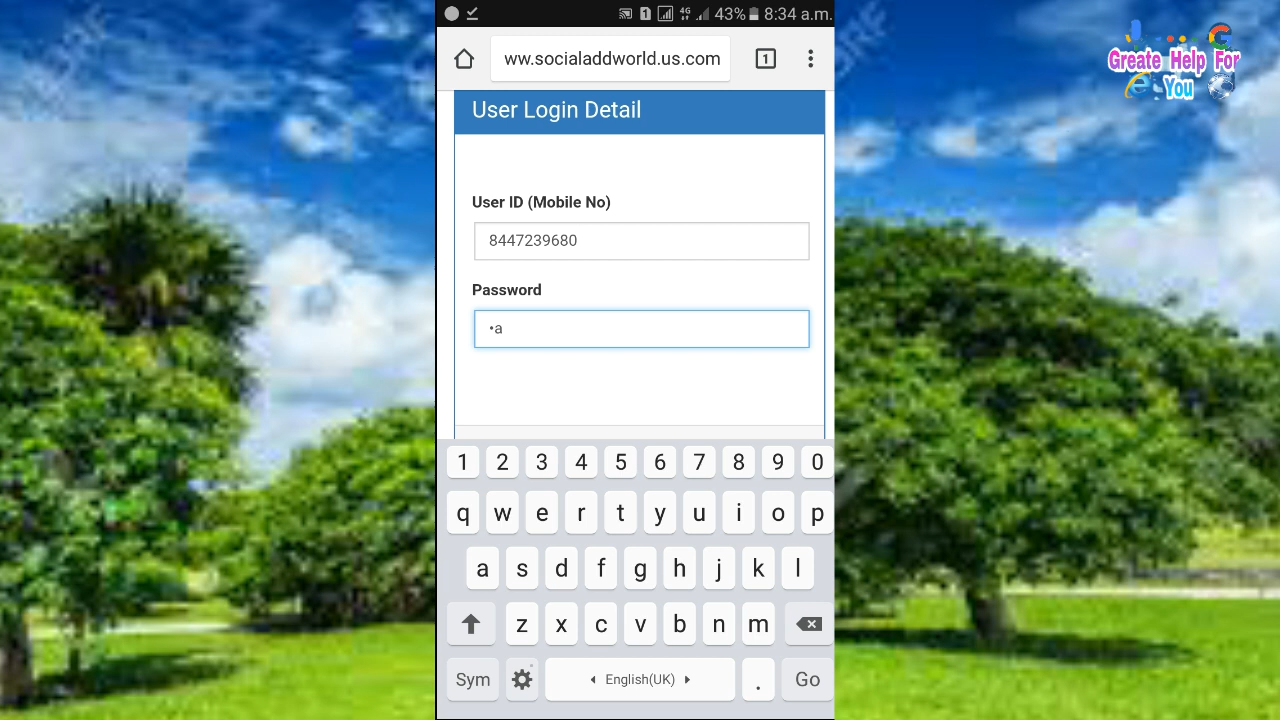 43% 8:34 a.m.
ww.socialaddworld.us.com
1
User Login Detail
User ID (Mobile No)
8447239680
Password
•a
1 2 3 4 5 6 7 8 9 0
q w e r t y u i o p
a s d f g h j k l
z x c v b n m
Sym English(UK) . Go
Greate Help For
You